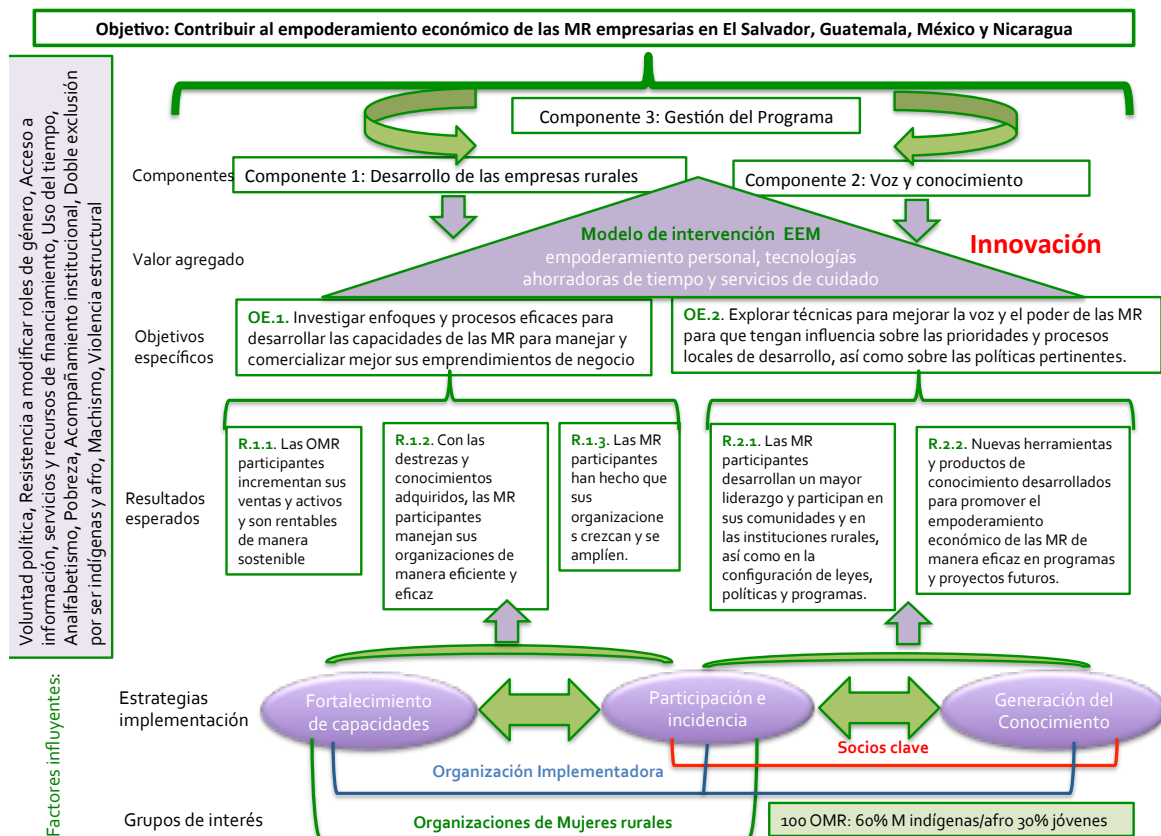 Objetivo: Contribuir al empoderamiento económico de las MR empresarias en El Salvador, Guatemala, México y Nicaragua
Componente 3: Gestión del Programa
Componentes
Componente 1: Desarrollo de las empresas rurales
Componente 2: Voz y conocimiento
Valor agregado
Modelo de intervención EEM
empoderamiento personal, tecnologías
ahorradoras de tiempo y servicios de cuidado
Innovación
Objetivos
específicos
OE.1. Investigar enfoques y procesos eficaces para
desarrollar las capacidades de las MR para manejar y
comercializar mejor sus emprendimientos de negocio
OE.2. Explorar técnicas para mejorar la voz y el poder de las MR
para que tengan influencia sobre las prioridades y procesos
locales de desarrollo, así como sobre las políticas pertinentes.
Resultados
esperados
R.1.1. Las OMR
participantes
incrementan sus
ventas y activos
y son rentables
de manera
sostenible
R.1.2. Con las
destrezas y
conocimientos
adquiridos, las MR
participantes
manejan sus
organizaciones de
manera eficiente y
eficaz
R.1.3. Las MR
participantes
han hecho que
sus
organizacione
s crezcan y se
amplíen.
R.2.1. Las MR
participantes
desarrollan un mayor
liderazgo y participan en
sus comunidades y en
las instituciones rurales,
así como en la
configuración de leyes,
políticas y programas.
R.2.2. Nuevas herramientas
y productos de
conocimiento desarrollados
para promover el
empoderamiento
económico de las MR de
manera eficaz en programas
y proyectos futuros.
Estrategias
implementación
Fortalecimiento
de capacidades
Participación e
incidencia
Generación del
Conocimiento
Socios clave
Organización Implementadora
Grupos de interés
Organizaciones de Mujeres rurales
100 OMR: 60% M indígenas/afro 30% jóvenes
Factores influyentes:
Voluntad política, Resistencia a modificar roles de género, Acceso a
información, servicios y recursos de financiamiento, Uso del tiempo,
Analfabetismo, Pobreza, Acompañamiento institucional, Doble exclusión
por ser indígenas y afro, Machismo, Violencia estructural